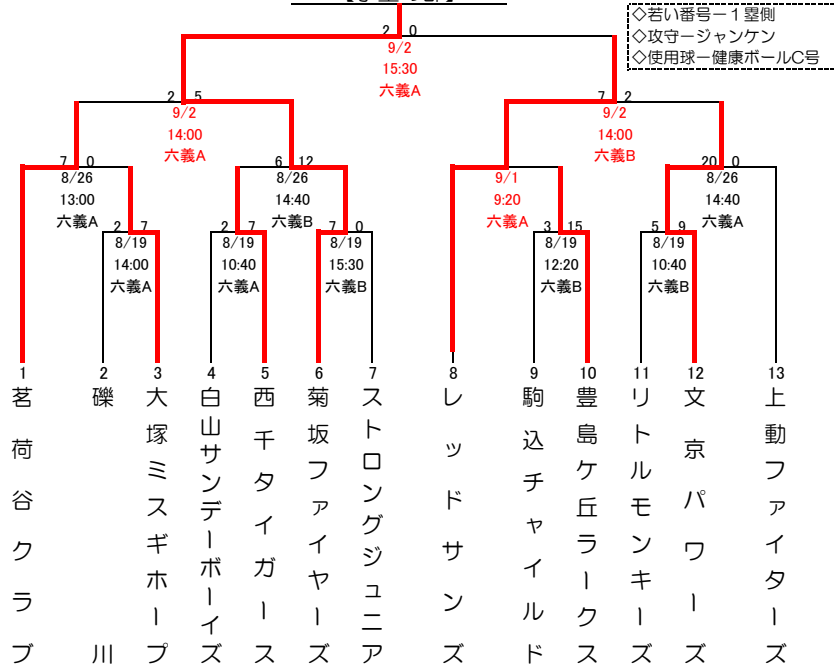 ◇若い番号ー1塁側
◇攻守ージャンケン
◇使用球ー健康ボールC号
2 0
9/2
15:30
六義A
2 5
9/2
14:00
六義A
7 2
9/2
14:00
六義B
7 0
8/26
13:00
六義A
6 12
8/26
14:40
六義B
9/1
9:20
六義A
20 0
8/26
14:40
六義A
2 7
8/19
14:00
六義A
2 7
8/19
10:40
六義A
7 0
8/19
15:30
六義B
3 15
8/19
12:20
六義B
5 9
8/19
10:40
六義B
1
茗荷谷クラブ
2
礫川
3
大塚ミスギホープ
4
白山サンデーボーイズ
5
西千タイガース
6
菊坂ファイヤーズ
7
ストロングジュニア
8
レッドサンズ
9
駒込チャイルド
10
豊島ケ丘ラークス
11
リトルモンキーズ
12
文京パワーズ
13
上動ファイターズ